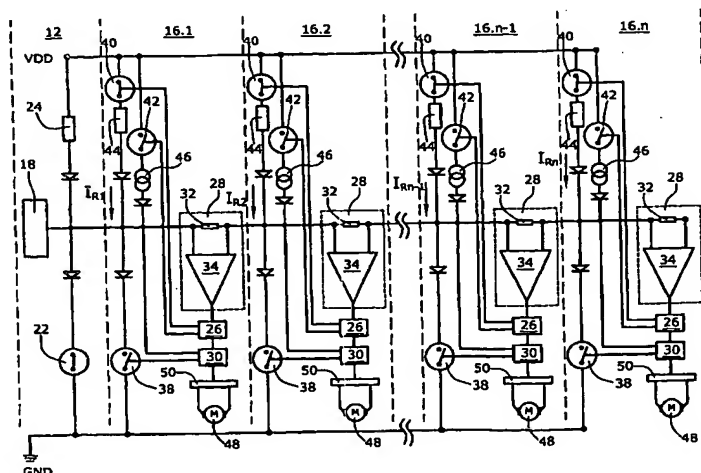 12 16.1 16.2 16.n-1 16.n
VDD 40 40 40 40
24 42 42 42 42
44 44 44 44
18 46 46 46 46
28 28 28 28
32 32 32 32
IR1 IR2 IRn-1 IRn
34 34 34 34
26 26 26 26
22 30 30 30 30
38 50 38 50 38 50 38 50
M M M M
48 48 48 48
GND